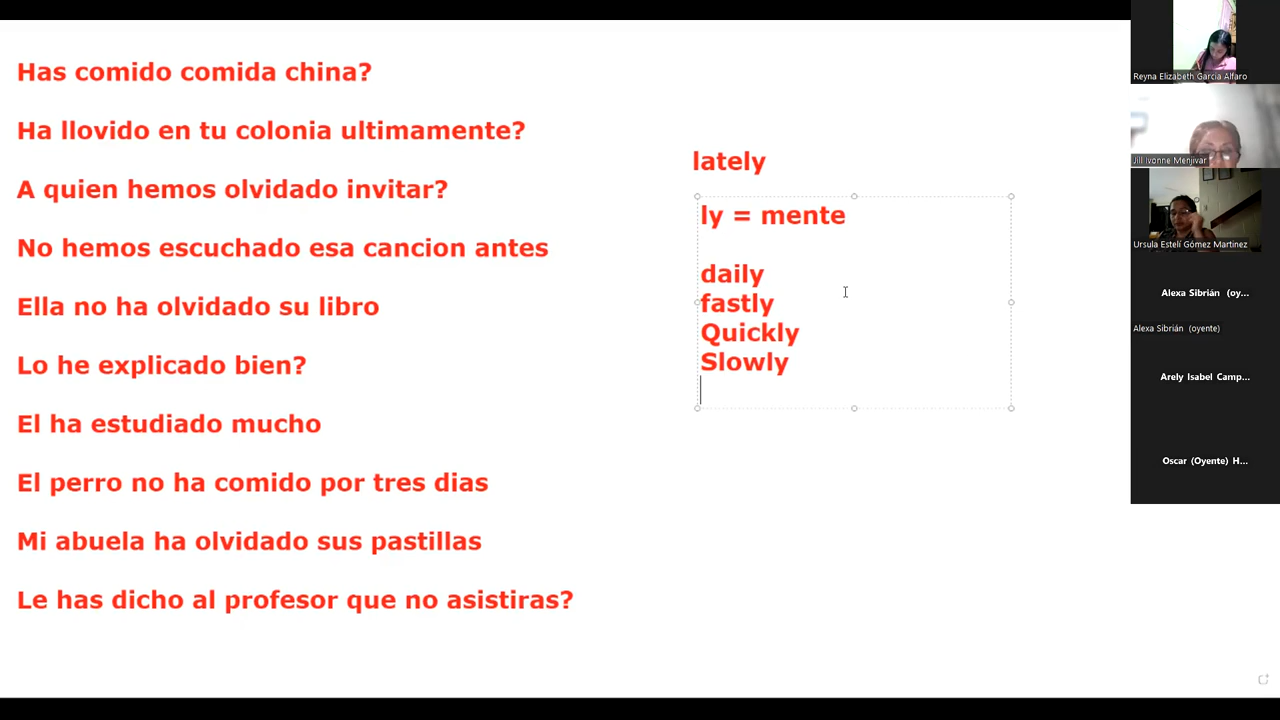 Has comido comida china?
Ha llovido en tu colonia ultimamente?
A quien hemos olvidado invitar?
No hemos escuchado esa cancion antes
Ella no ha olvidado su libro
Lo he explicado bien?
El ha estudiado mucho
El perro no ha comido por tres dias
Mi abuela ha olvidado sus pastillas
Le has dicho al profesor que no asistiras?
lately
ly = mente
daily
fastly
Quickly
Slowly
Reyna Elizabeth Garcia Alfaro
Jill Ivonne Menjivar
Ursula Estelí Gómez Martinez
Alexa Sibrián (oy...
Alexa Sibrián (oyente)
Arely Isabel Camp...
Oscar (Oyente) H...